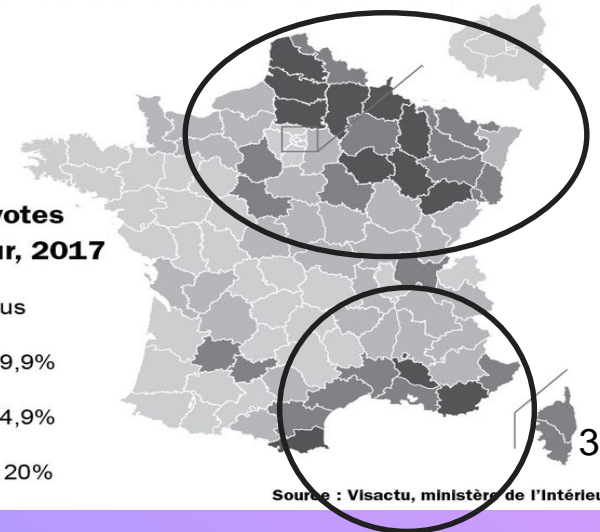 votes
r, 2017
us
9,9%
4,9%
20%
3
Source : Visactu, ministère de l'Intérieu